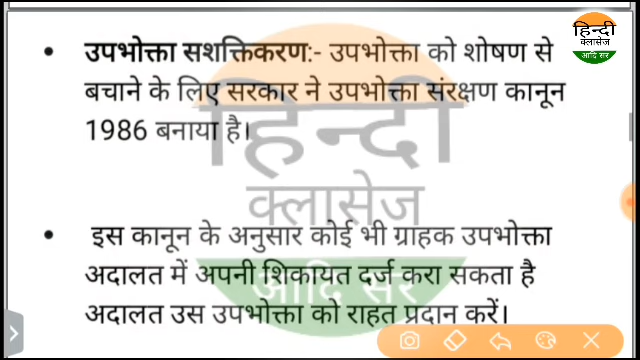 हिन्दी
क्लासेज
आदि सर
• उपभोक्ता सशक्तिकरण:- उपभोक्ता को शोषण से
बचाने के लिए सरकार ने उपभोक्ता संरक्षण कानून
1986 बनाया है।
हिन्दी
क्लासेज
• इस कानून के अनुसार कोई भी ग्राहक उपभोक्ता
अदालत में अपनी शिकायत दर्ज करा सकता है
आदि सर
अदालत उस उपभोक्ता को राहत प्रदान करें।